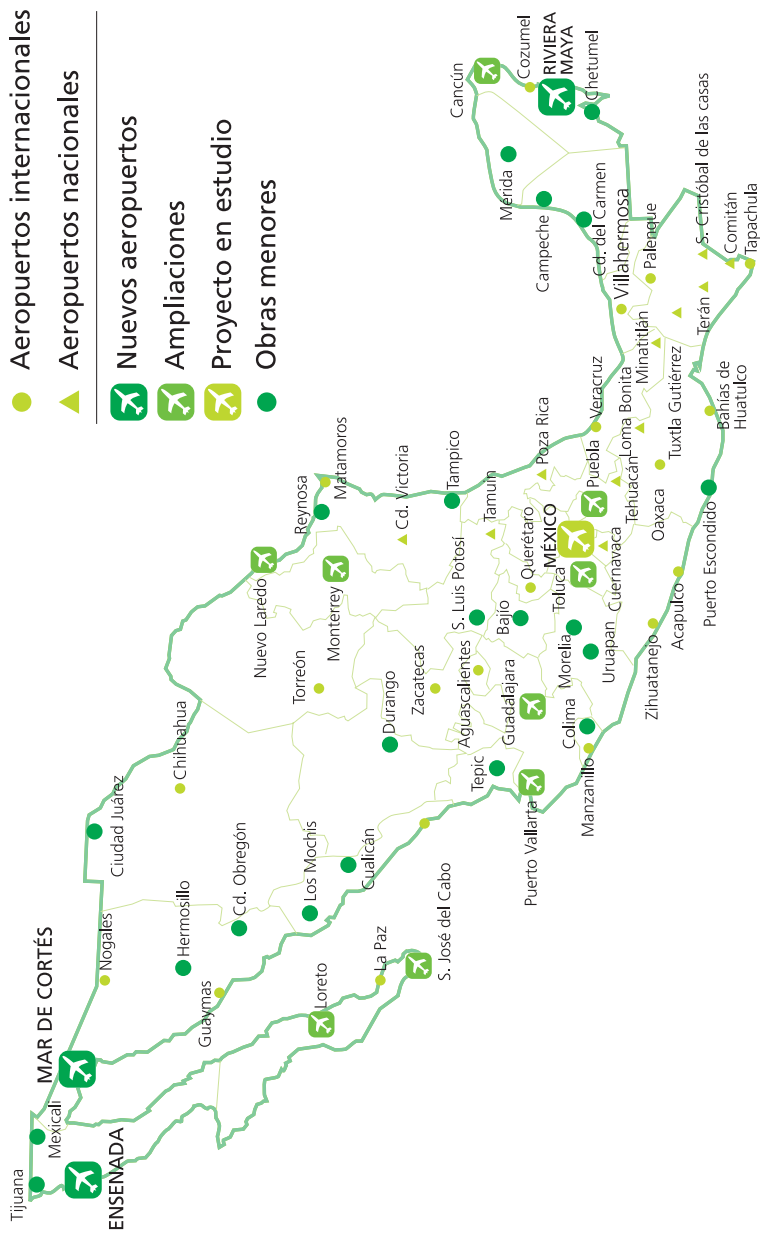 Aeropuertos internacionales
Aeropuertos nacionales
Nuevos aeropuertos
Ampliaciones
Proyecto en estudio
Obras menores
Tijuana
Mexicali
ENSENADA
MAR DE CORTÉS
Nogales
Hermosillo
Guaymas
Cd. Obregón
Ciudad Juárez
Chihuahua
Los Mochis
Cualicán
Loreto
La Paz
S. José del Cabo
Nuevo Laredo
Reynosa
Matamoros
Monterrey
Torreón
Durango
Zacatecas
Cd. Victoria
Tampico
Tamuin
S. Luis Potosí
Aguascalientes
Tepic
Puerto Vallarta
Guadalajara
Bajío
Querétaro
Poza Rica
MÉXICO
Toluca
Puebla
Veracruz
Morelia
Uruapan
Colima
Manzanillo
Cuernavaca
Tehuacán
Loma Bonita
Oaxaca
Tuxtla Gutiérrez
Minatitlán
Zihuatanejo
Acapulco
Puerto Escondido
Bahías de
Huatulco
Villahermosa
Palenque
Terán
S. Cristóbal de las casas
Comitán
Tapachula
Cd. del Carmen
Campeche
Mérida
Cancún
Cozumel
RIVIERA
MAYA
Chetumel